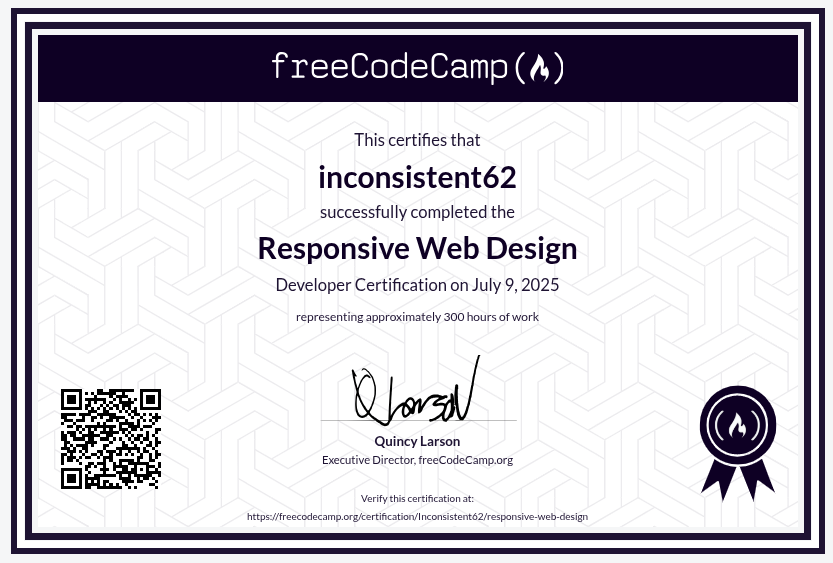 freeCodeCamp
This certifies that
inconsistent62
successfully completed the
Responsive Web Design
Developer Certification on July 9, 2025
representing approximately 300 hours of work
Quincy Larson
Executive Director, freeCodeCamp.org
Verify this certification at:
https://freecodecamp.org/certification/Inconsistent62/responsive-web-design